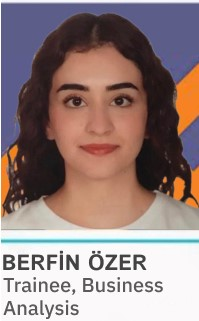 BERFİN ÖZER
Trainee, Business
Analysis